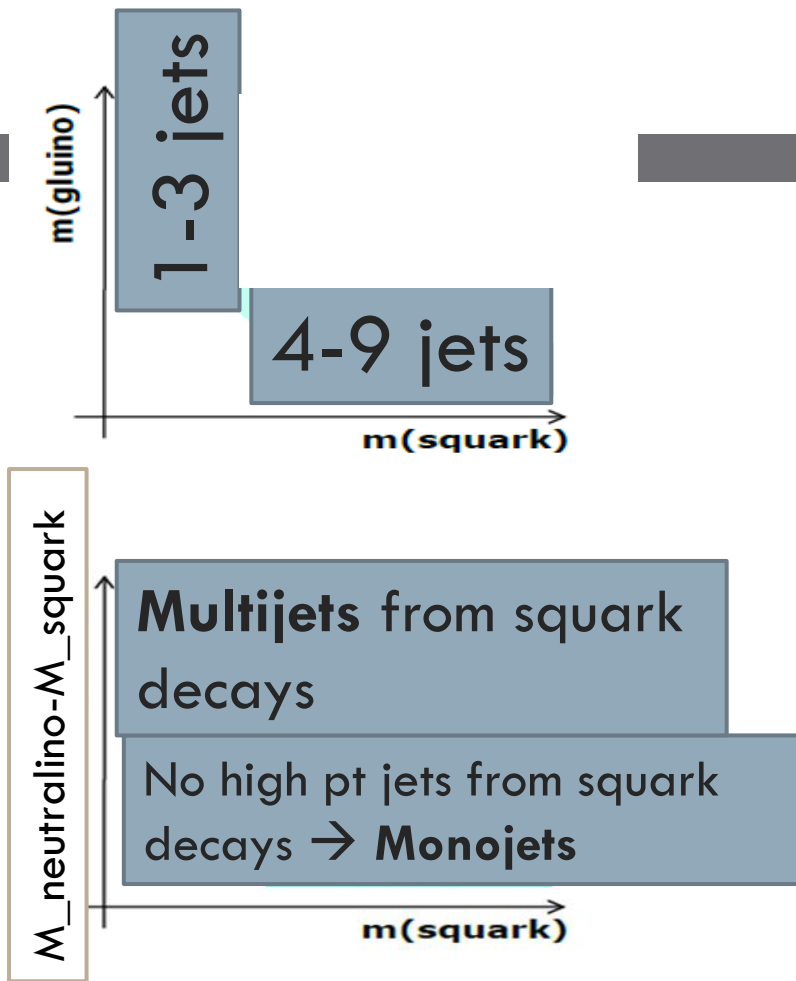 m(gluino)
1-3 jets
4-9 jets
m(squark)
M_neutralino-M_squark
Multijets from squark
decays
No high pt jets from squark
decays → Monojets
m(squark)